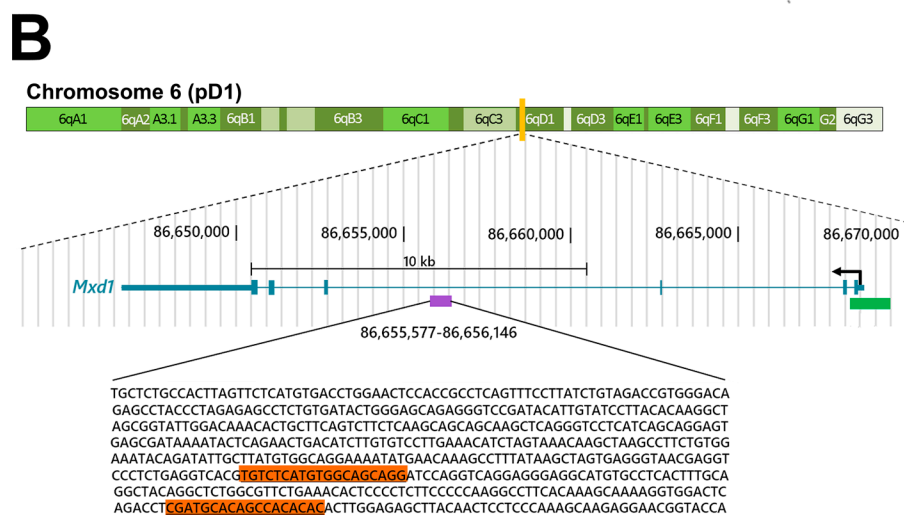 B
Chromosome 6 (pD1)
6qA1 6qA2 A3.1 A3.3 6qB1 6qB3 6qC1 6qC3 6qD1 6qD3 6qE1 6qE3 6qF1 6qF3 6qG1 G2 6qG3
86,650,000 86,655,000 86,660,000 86,665,000 86,670,000
10 kb
Mxd1
86,655,577-86,656,146
TGCTCTGCCACTTAGTTCTCATGTGACCTGGAACTCCACCGCCTCAGTTTCCTTATCTGTAGACCGTGGGACA
GAGCCTACCCTAGAGAGCCTCTGTGATACTGGGAGCAGAGGGTCCGATACATTGTATCCTTACACAAGGCT
AGCGGTATTGGACAAACACTGCTTCAGTCTTCTCAAGCAGCAGCAAGCTCAGGGTCCTCATCAGCAGGAGT
GAGCGATAAAATACTCAGAACTGACATCTTGTGTCCTTGAAACATCTAGTAAACAAGCTAAGCCTTCTGTGG
AAATACAGATATTGCTTATGTGGCAGGAAAATATGAACAAAGCCTTTATAAGCTAGTGAGGGTAACGAGGT
CCCTCTGAGGTCACGTGTCTCATGTGGCAGCAGGATCCAGGTCAGGAGGGAGGCATGTGCCTCACTTTGCA
GGCTACAGGCTCTGGCGTTCTGAAACACTCCCCTCTTCCCCCAAGGCCTTCACAAAGCAAAAGGTGGACTC
AGACCTCGATGCACAGCCACACACACTTGGAGAGCTTACAACTCCTCCCAAAGCAAGAGGAACGGTACCA